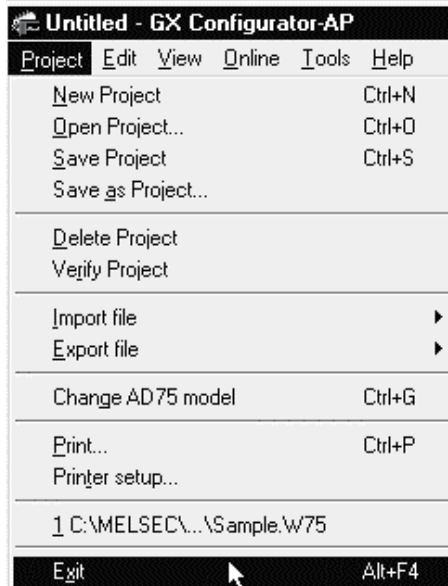 Untitled - GX Configurator-AP
Project Edit View Online Tools Help
New Project Ctrl+N
Open Project... Ctrl+O
Save Project Ctrl+S
Save as Project...
Delete Project
Verify Project
Import file
Export file
Change AD75 model Ctrl+G
Print... Ctrl+P
Printer setup...
1 C:\MELSEC\...\Sample.W75
Exit Alt+F4